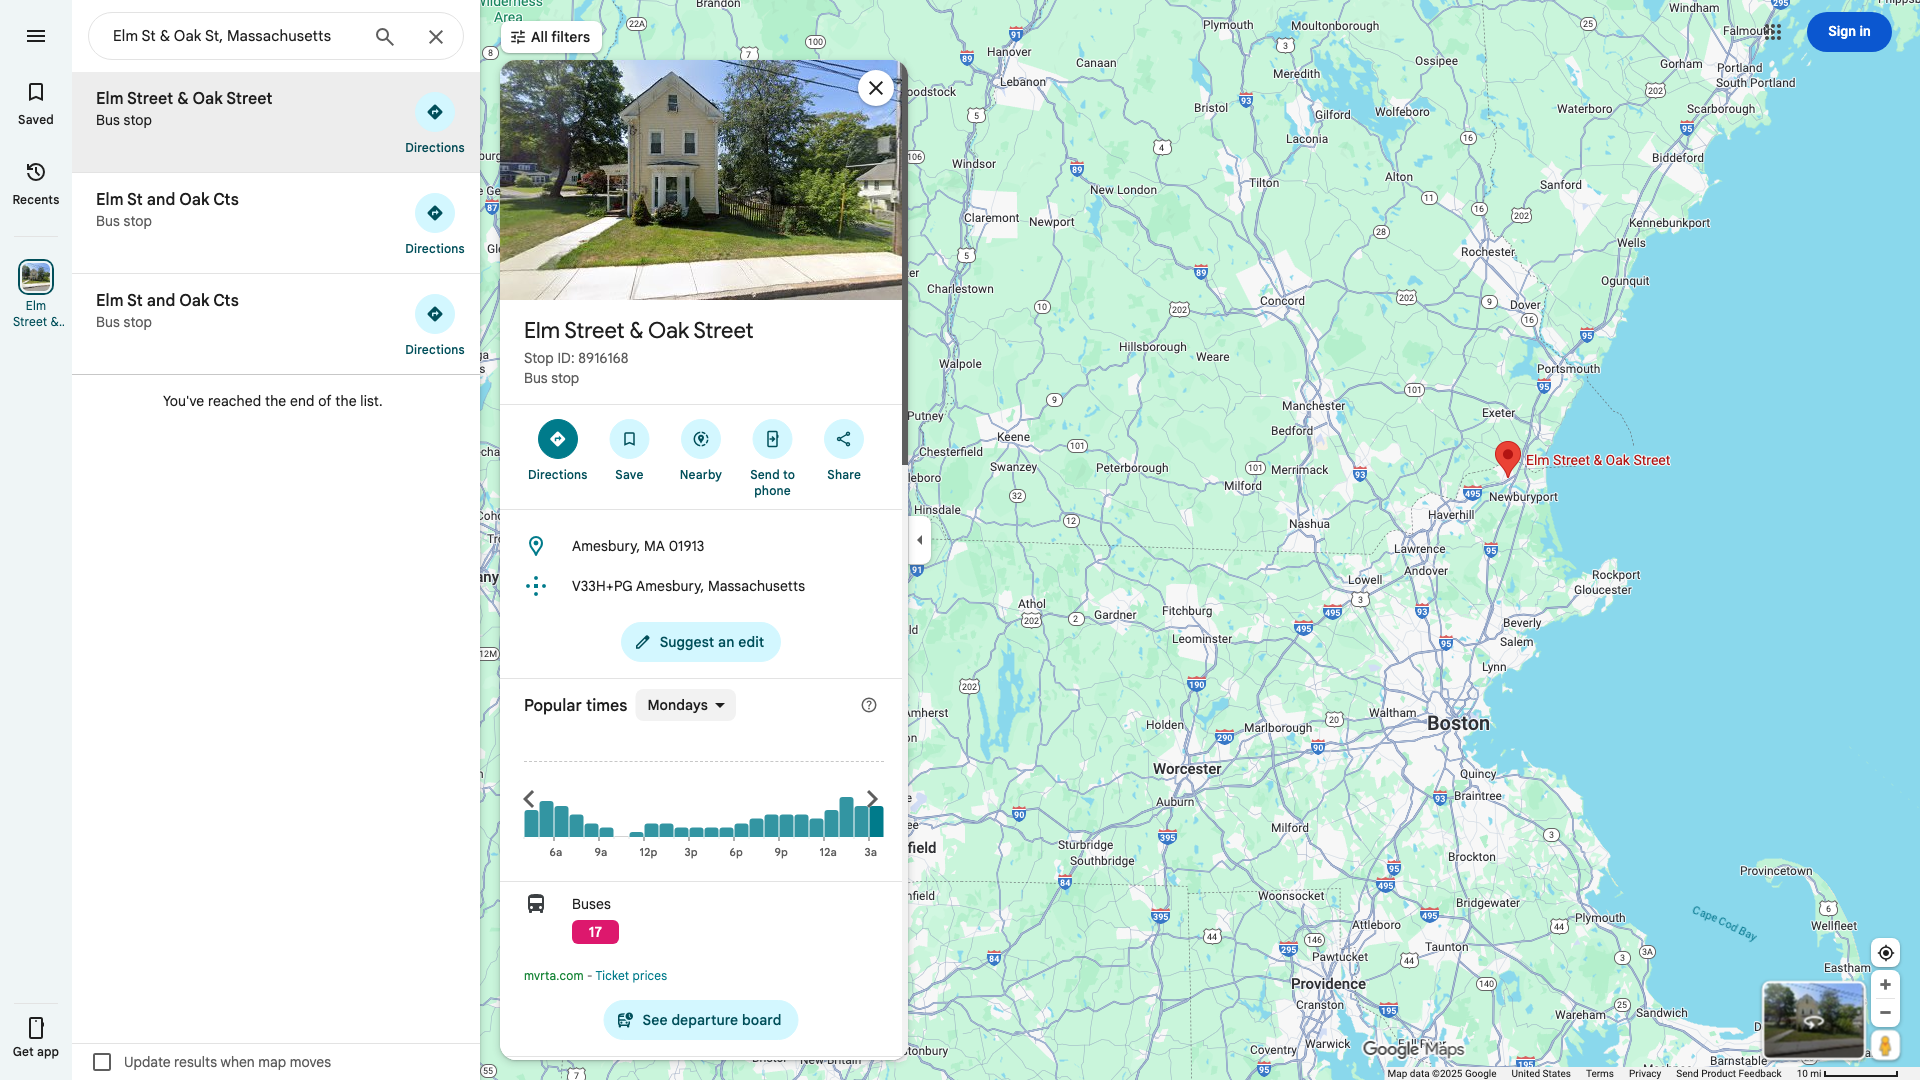 Elm St & Oak St, Massachusetts
Saved
Recents
Elm
Street &..
Get app
Elm Street & Oak Street
Bus stop
Directions
Elm St and Oak Cts
Bus stop
Directions
Elm St and Oak Cts
Bus stop
Directions
You've reached the end of the list.
Update results when map moves
All filters
Elm Street & Oak Street
Stop ID: 8916168
Bus stop
Directions
Save
Nearby
Send to
phone
Share
Amesbury, MA 01913
V33H+PG Amesbury, Massachusetts
Suggest an edit
Popular times
Mondays
6a 9a 12p 3p 6p 9p 12a 3a
Buses
17
mvrta.com - Ticket prices
See departure board
Sign in
Brandon
Plymouth
Moultonborough
Windham
Falmou
Hanover
Canaan
Ossipee
Gorham
Portland
Lebanon
Meredith
South Portland
oodstock
Bristol
Gilford
Wolfeboro
Waterboro
Scarborough
Laconia
Windsor
Biddeford
New London
Tilton
Alton
Sanford
Claremont
Newport
Kennebunkport
Wells
Rochester
Charlestown
Ogunquit
Concord
Dover
Hillsborough
Weare
Walpole
Portsmouth
Manchester
Exeter
Putney
Bedford
Keene
Chesterfield
Swanzey
Peterborough
Merrimack
Elm Street & Oak Street
Milford
Newburyport
Hinsdale
Nashua
Haverhill
Lawrence
Andover
Lowell
Rockport
Gloucester
Athol
Gardner
Fitchburg
Leominster
Beverly
Salem
Lynn
Amherst
Holden
Marlborough
Waltham
Boston
Worcester
Quincy
Auburn
Braintree
Milford
Sturbridge
Southbridge
Brockton
Provincetown
Woonsocket
Bridgewater
Plymouth
Attleboro
Cape Cod Bay
Wellfleet
Taunton
Pawtucket
Eastham
Providence
Cranston
Wareham
Sandwich
Coventry
Warwick
Barnstable
New Britain
Google Maps
Map data ©2025 Google United States Terms Privacy Send Product Feedback 10 mi